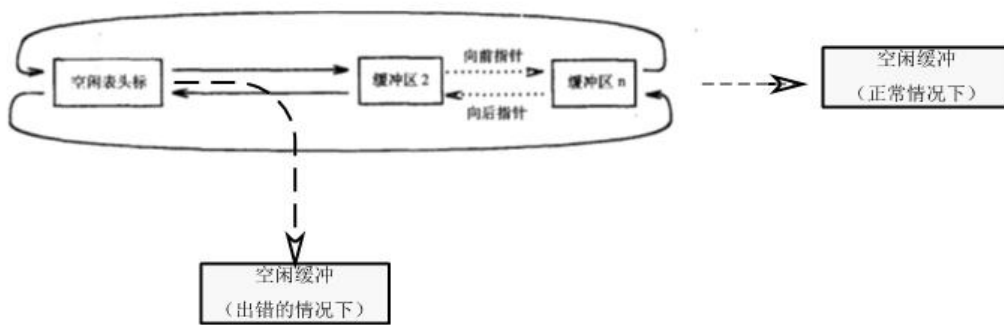 向前指针
空闲表头标
缓冲区 2
缓冲区 n
向后指针
空闲缓冲
（正常情况下）
空闲缓冲
（出错的情况下）